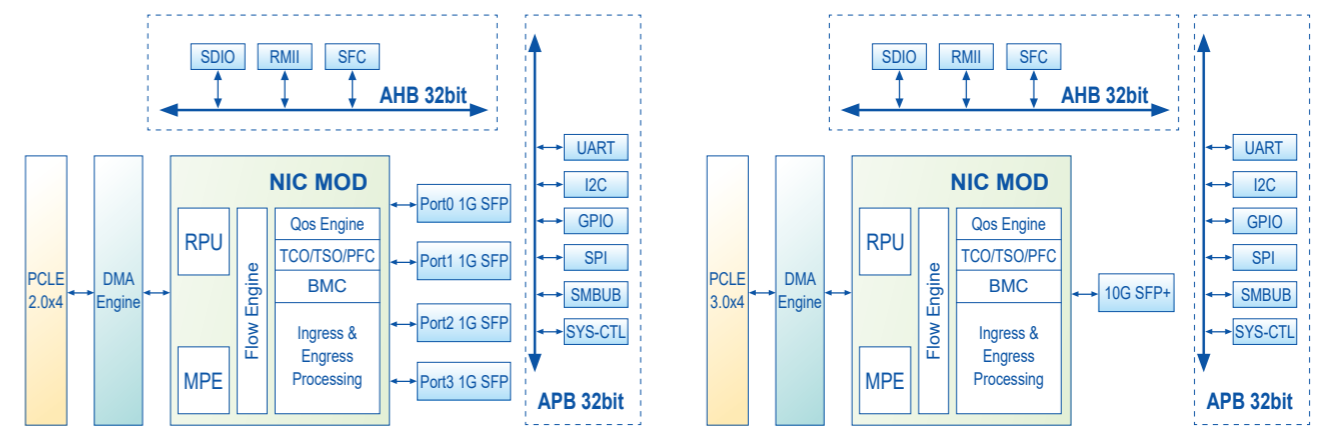 SDIO
RMII
SFC
AHB 32bit
PCLE
2.0x4
DMA
Engine
NIC MOD
RPU
MPE
Flow Engine
Qos Engine
TCO/TSO/PFC
BMC
Ingress &
Engress
Processing
Port0 1G SFP
Port1 1G SFP
Port2 1G SFP
Port3 1G SFP
UART
I2C
GPIO
SPI
SMBUB
SYS-CTL
APB 32bit
SDIO
RMII
SFC
AHB 32bit
PCLE
3.0x4
DMA
Engine
NIC MOD
RPU
MPE
Flow Engine
Qos Engine
TCO/TSO/PFC
BMC
Ingress &
Engress
Processing
10G SFP+
UART
I2C
GPIO
SPI
SMBUB
SYS-CTL
APB 32bit